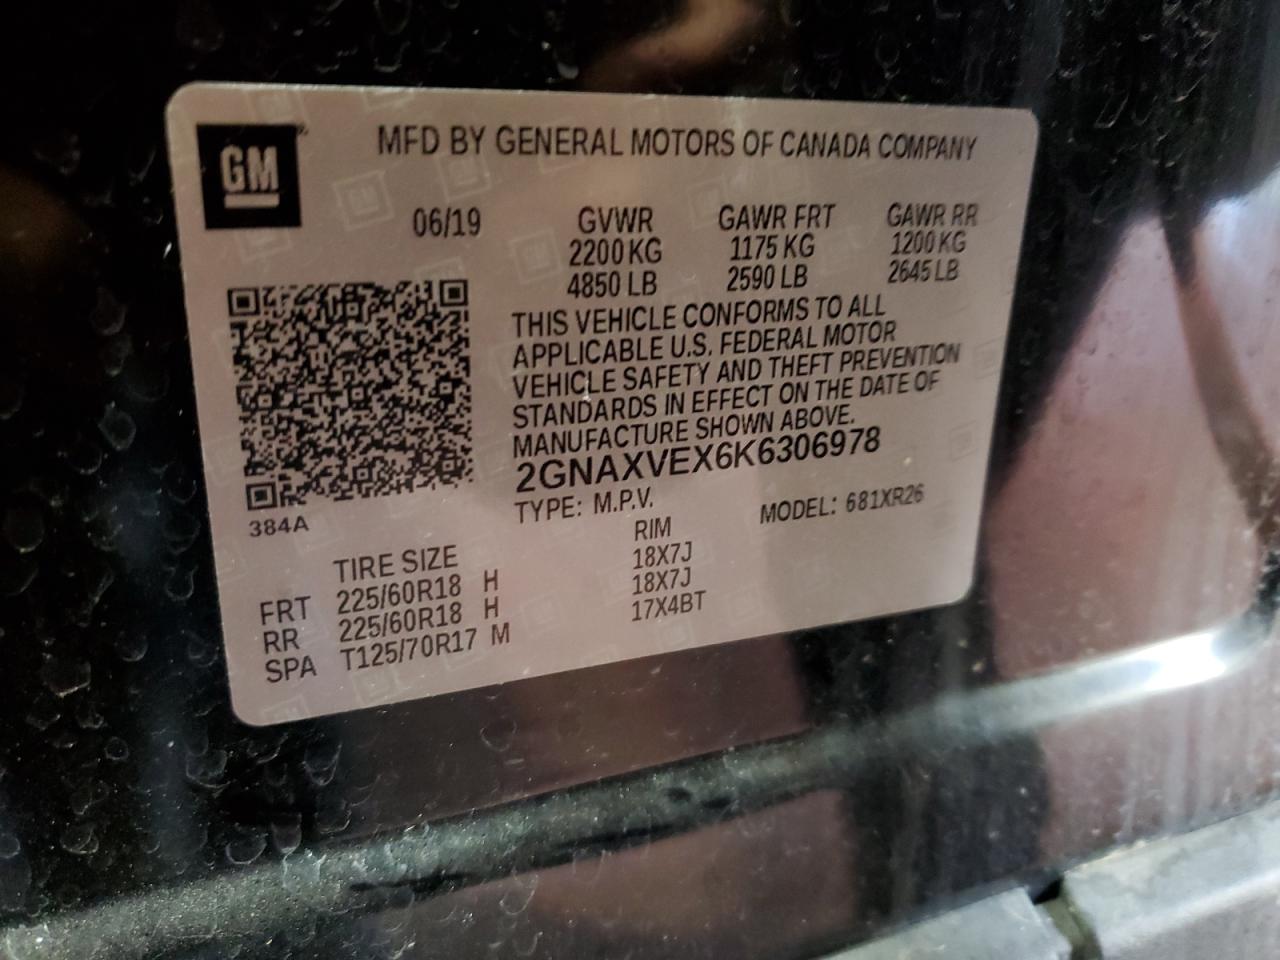 GM
MFD BY GENERAL MOTORS OF CANADA COMPANY
06/19 GVWR GAWR FRT GAWR RR
2200 KG 1175 KG 1200 KG
4850 LB 2590 LB 2645 LB
THIS VEHICLE CONFORMS TO ALL
APPLICABLE U.S. FEDERAL MOTOR
VEHICLE SAFETY AND THEFT PREVENTION
STANDARDS IN EFFECT ON THE DATE OF
MANUFACTURE SHOWN ABOVE.
2GNAXVEX6K6306978
TYPE: M.P.V. MODEL: 681XR26
384A
TIRE SIZE RIM
FRT 225/60R18 H 18X7J
RR 225/60R18 H 18X7J
SPA T125/70R17 M 17X4BT